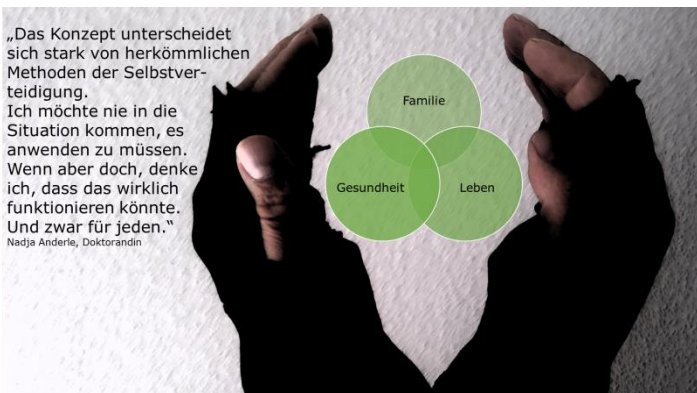 „Das Konzept unterscheidet
sich stark von herkömmlichen
Methoden der Selbstver-
teidigung.
Ich möchte nie in die
Situation kommen, es
anwenden zu müssen.
Wenn aber doch, denke
ich, dass das wirklich
funktionieren könnte.
Und zwar für jeden.“
Nadja Anderle, Doktorandin
Familie
Gesundheit
Leben